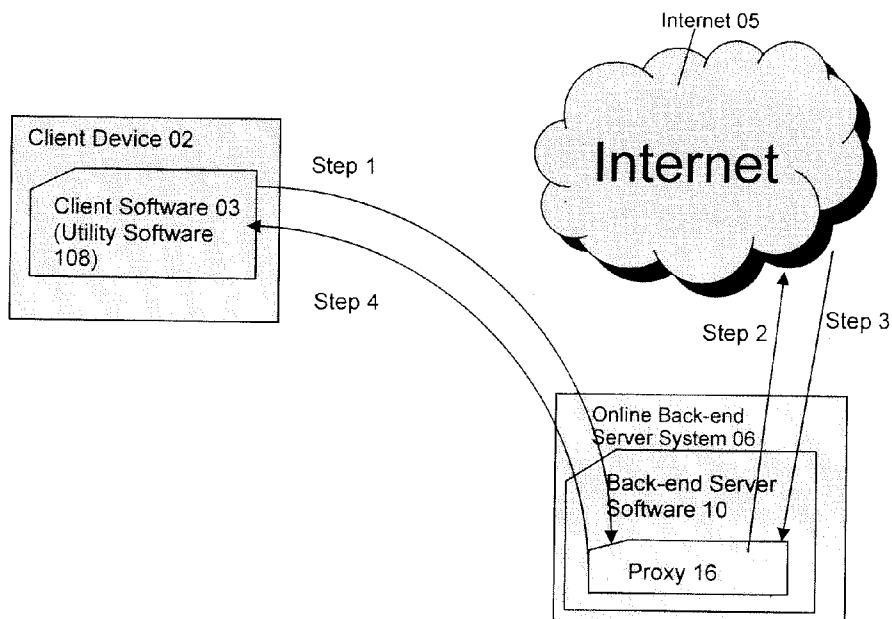 Internet 05
Internet
Client Device 02
Client Software 03
(Utility Software
108)
Step 1
Step 4
Step 2
Step 3
Online Back-end
Server System 06
Back-end Server
Software 10
Proxy 16